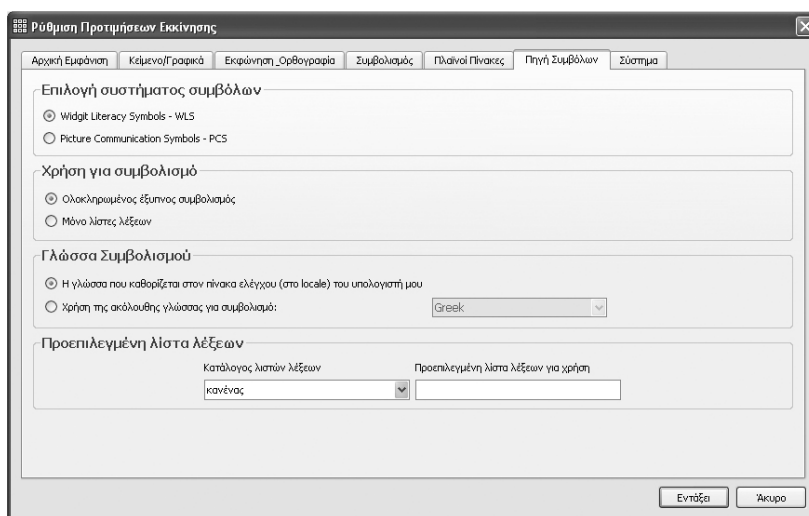 Ρύθμιση Προτιμήσεων Εκκίνησης
Αρχική Εμφάνιση Κείμενο/Γραφικά Εκφώνηση_Ορθογραφία Συμβολισμός Πλαϊνοί Πίνακες Πηγή Συμβόλων Σύστημα
Επιλογή συστήματος συμβόλων
Widgit Literacy Symbols - WLS
Picture Communication Symbols - PCS
Χρήση για συμβολισμό
Ολοκληρωμένος έξυπνος συμβολισμός
Μόνο λίστες λέξεων
Γλώσσα Συμβολισμού
Η γλώσσα που καθορίζεται στον πίνακα ελέγχου (στο locale) του υπολογιστή μου
Χρήση της ακόλουθης γλώσσας για συμβολισμό: Greek
Προεπιλεγμένη λίστα λέξεων
Κατάλογος λιστών λέξεων Προεπιλεγμένη λίστα λέξεων για χρήση
κανένας
Εντάξει Άκυρο